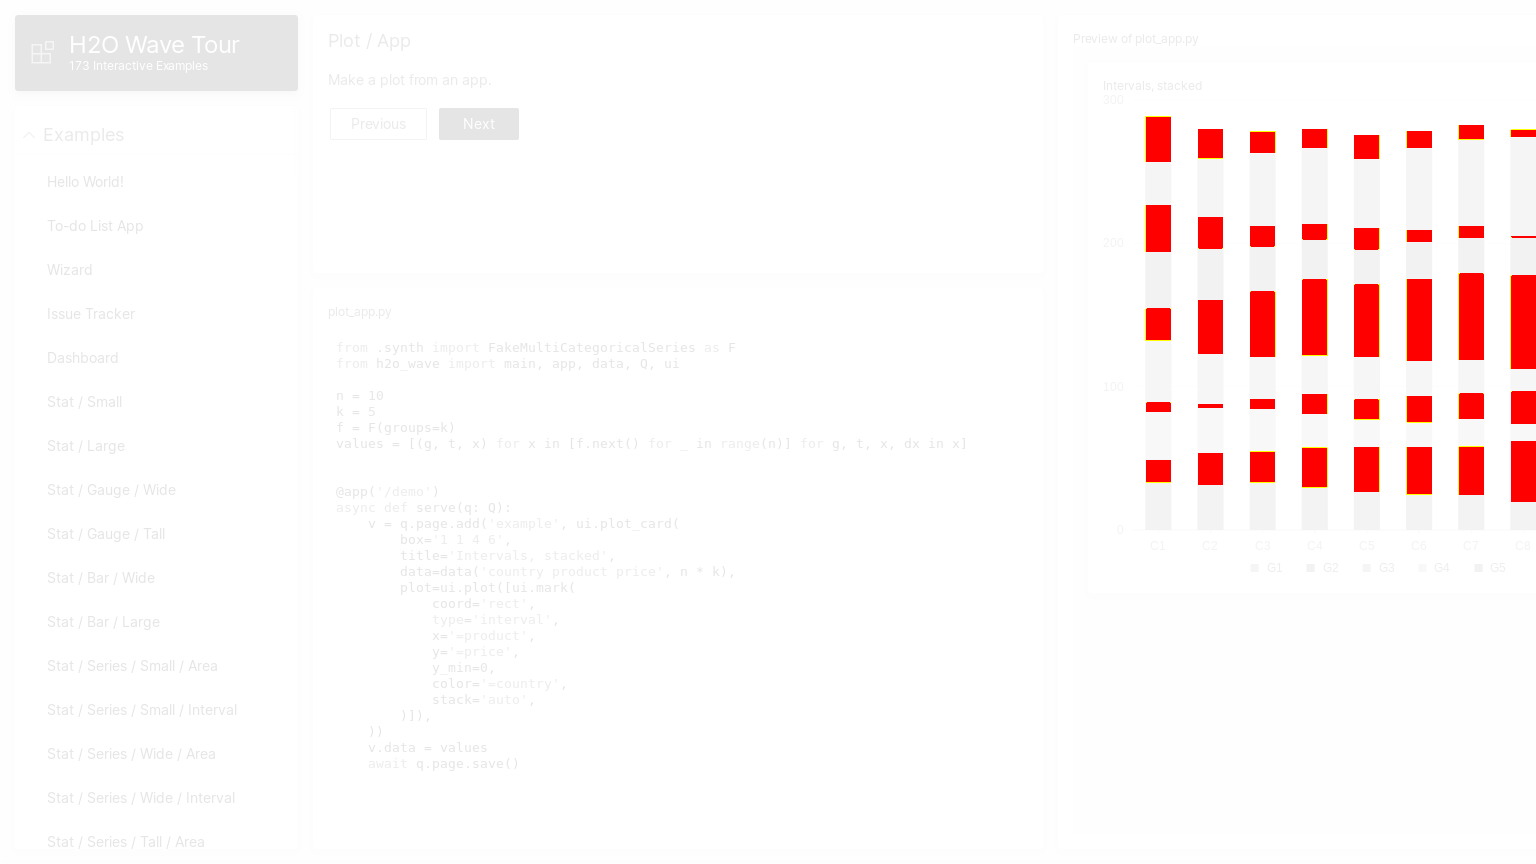 H2O Wave Tour
173 Interactive Examples
Examples
Hello World!
To-do List App
Wizard
Issue Tracker
Dashboard
Stat / Small
Stat / Large
Stat / Gauge / Wide
Stat / Gauge / Tall
Stat / Bar / Wide
Stat / Bar / Large
Stat / Series / Small / Area
Stat / Series / Small / Interval
Stat / Series / Wide / Area
Stat / Series / Wide / Interval
Stat / Series / Tall / Area
Plot / App
Make a plot from an app.
Previous
Next
plot_app.py
from .synth import FakeMultiCategoricalSeries as F
from h2o_wave import main, app, data, Q, ui
n = 10
k = 5
f = F(groups=k)
values = [(g, t, x) for x in [f.next() for _ in range(n)] for g, t, x, dx in x]
@app('/demo')
async def serve(q: Q):
v = q.page.add('example', ui.plot_card(
box='1 1 4 6',
title='Intervals, stacked',
data=data('country product price', n * k),
plot=ui.plot([ui.mark(
coord='rect',
type='interval',
x='=product',
y='=price',
y_min=0,
color='=country',
stack='auto',
)]),
))
v.data = values
await q.page.save()
Preview of plot_app.py
Intervals, stacked
300
200
100
0
C1 C2 C3 C4 C5 C6 C7 C8
G1 G2 G3 G4 G5